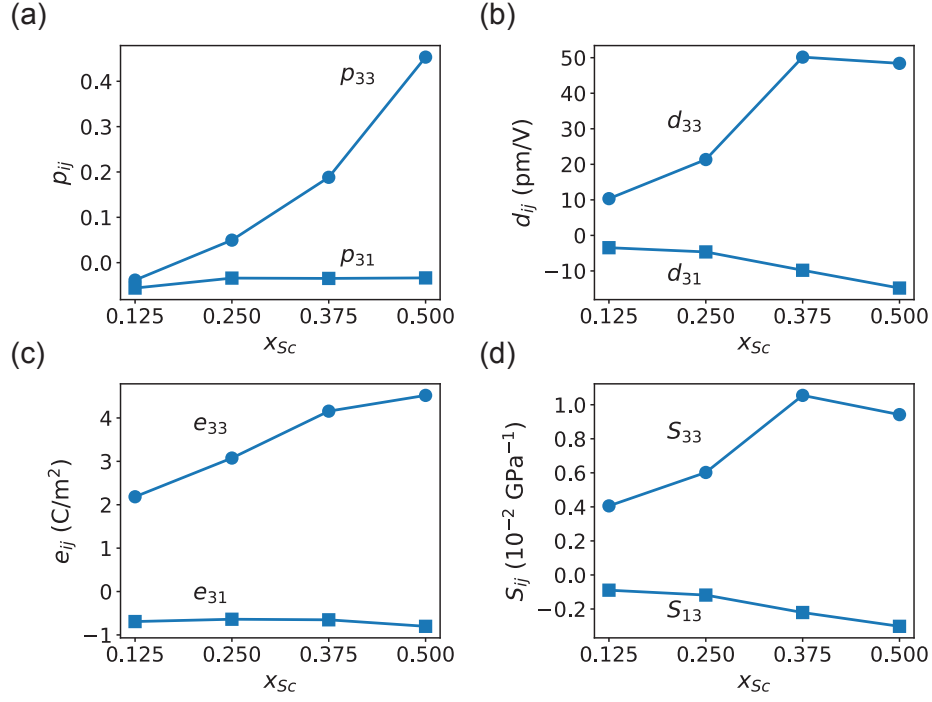 (a)
p33
p31
pij
0.4
0.3
0.2
0.1
0.0
0.125 0.250 0.375 0.500
xSc
(b)
d33
d31
dij (pm/V)
50
40
30
20
10
0
−10
0.125 0.250 0.375 0.500
xSc
(c)
e33
e31
eij (C/m²)
4
3
2
1
0
−1
0.125 0.250 0.375 0.500
xSc
(d)
S33
S13
Sij (10⁻² GPa⁻¹)
1.0
0.8
0.6
0.4
0.2
0.0
−0.2
0.125 0.250 0.375 0.500
xSc